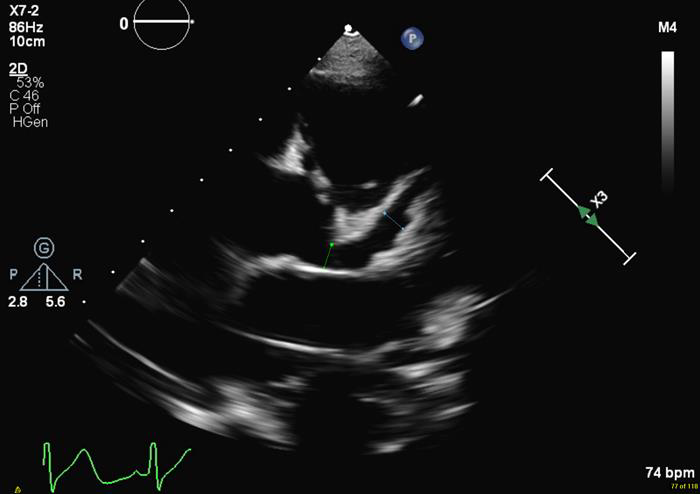 X7-2
86Hz
10cm
0
P
M4
2D
53%
C 46
P Off
HGen
X3
G
P R
2.8 5.6
74 bpm
77 of 118